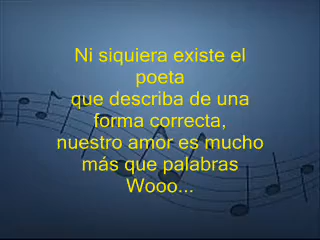 Ni siquiera existe el
poeta
que describa de una
forma correcta,
nuestro amor es mucho
más que palabras
Wooo...